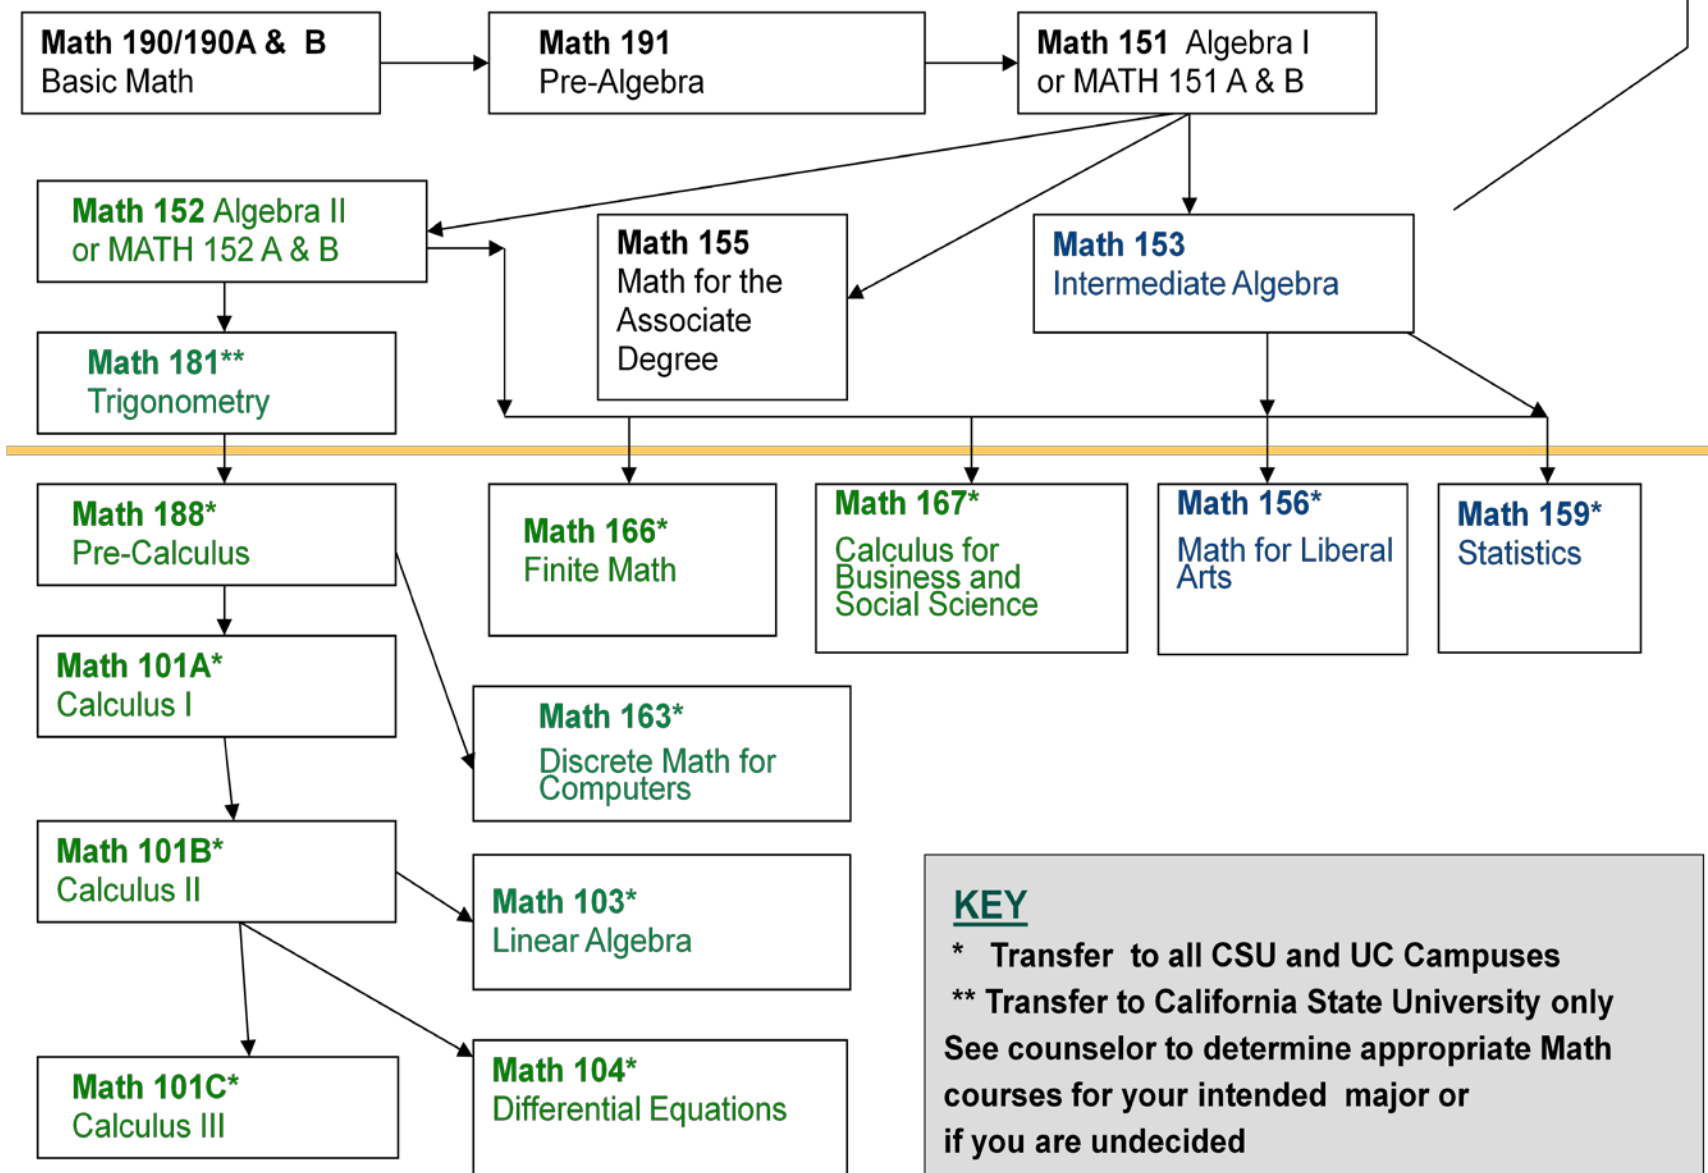 Math 190/190A & B
Basic Math
Math 191
Pre-Algebra
Math 151 Algebra I
or MATH 151 A & B
Math 152 Algebra II
or MATH 152 A & B
Math 155
Math for the
Associate
Degree
Math 153
Intermediate Algebra
Math 181**
Trigonometry
Math 188*
Pre-Calculus
Math 166*
Finite Math
Math 167*
Calculus for
Business and
Social Science
Math 156*
Math for Liberal
Arts
Math 159*
Statistics
Math 101A*
Calculus I
Math 163*
Discrete Math for
Computers
Math 101B*
Calculus II
Math 103*
Linear Algebra
Math 101C*
Calculus III
Math 104*
Differential Equations
KEY
* Transfer to all CSU and UC Campuses
** Transfer to California State University only
See counselor to determine appropriate Math
courses for your intended major or
if you are undecided